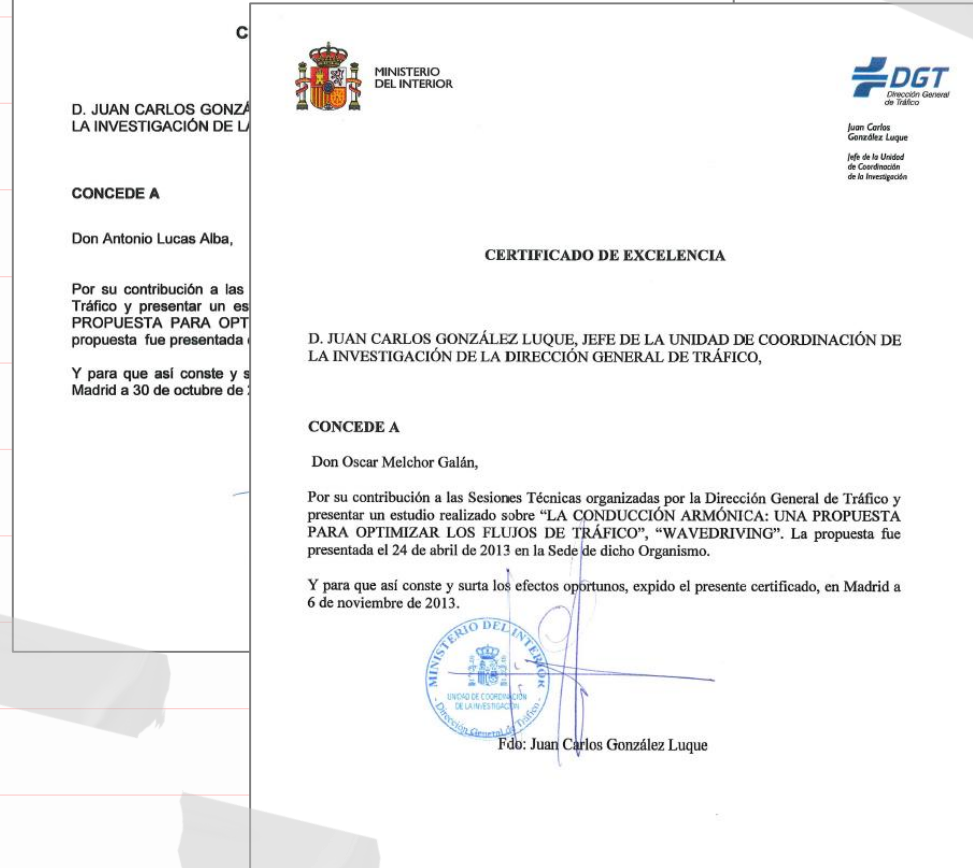 C
D. JUAN CARLOS GONZÁ
LA INVESTIGACIÓN DE LA
CONCEDE A
Don Antonio Lucas Alba,
Por su contribución a las
Tráfico y presentar un es
PROPUESTA PARA OPT
propuesta fue presentada
Y para que así conste y s
Madrid a 30 de octubre de
MINISTERIO
DEL INTERIOR
DGT
Dirección General
de Tráfico
Juan Carlos
González Luque
Jefe de la Unidad
de Coordinación
de la Investigación
CERTIFICADO DE EXCELENCIA
D. JUAN CARLOS GONZÁLEZ LUQUE, JEFE DE LA UNIDAD DE COORDINACIÓN DE
LA INVESTIGACIÓN DE LA DIRECCIÓN GENERAL DE TRÁFICO,
CONCEDE A
Don Oscar Melchor Galán,
Por su contribución a las Sesiones Técnicas organizadas por la Dirección General de Tráfico y
presentar un estudio realizado sobre “LA CONDUCCIÓN ARMÓNICA: UNA PROPUESTA
PARA OPTIMIZAR LOS FLUJOS DE TRÁFICO”, “WAVEDRIVING”. La propuesta fue
presentada el 24 de abril de 2013 en la Sede de dicho Organismo.
Y para que así conste y surta los efectos oportunos, expido el presente certificado, en Madrid a
6 de noviembre de 2013.
MINISTERIO DEL INTERIOR
UNIDAD DE COORDINACIÓN
DE LA INVESTIGACIÓN
- Dirección General de Tráfico -
Fdo: Juan Carlos González Luque